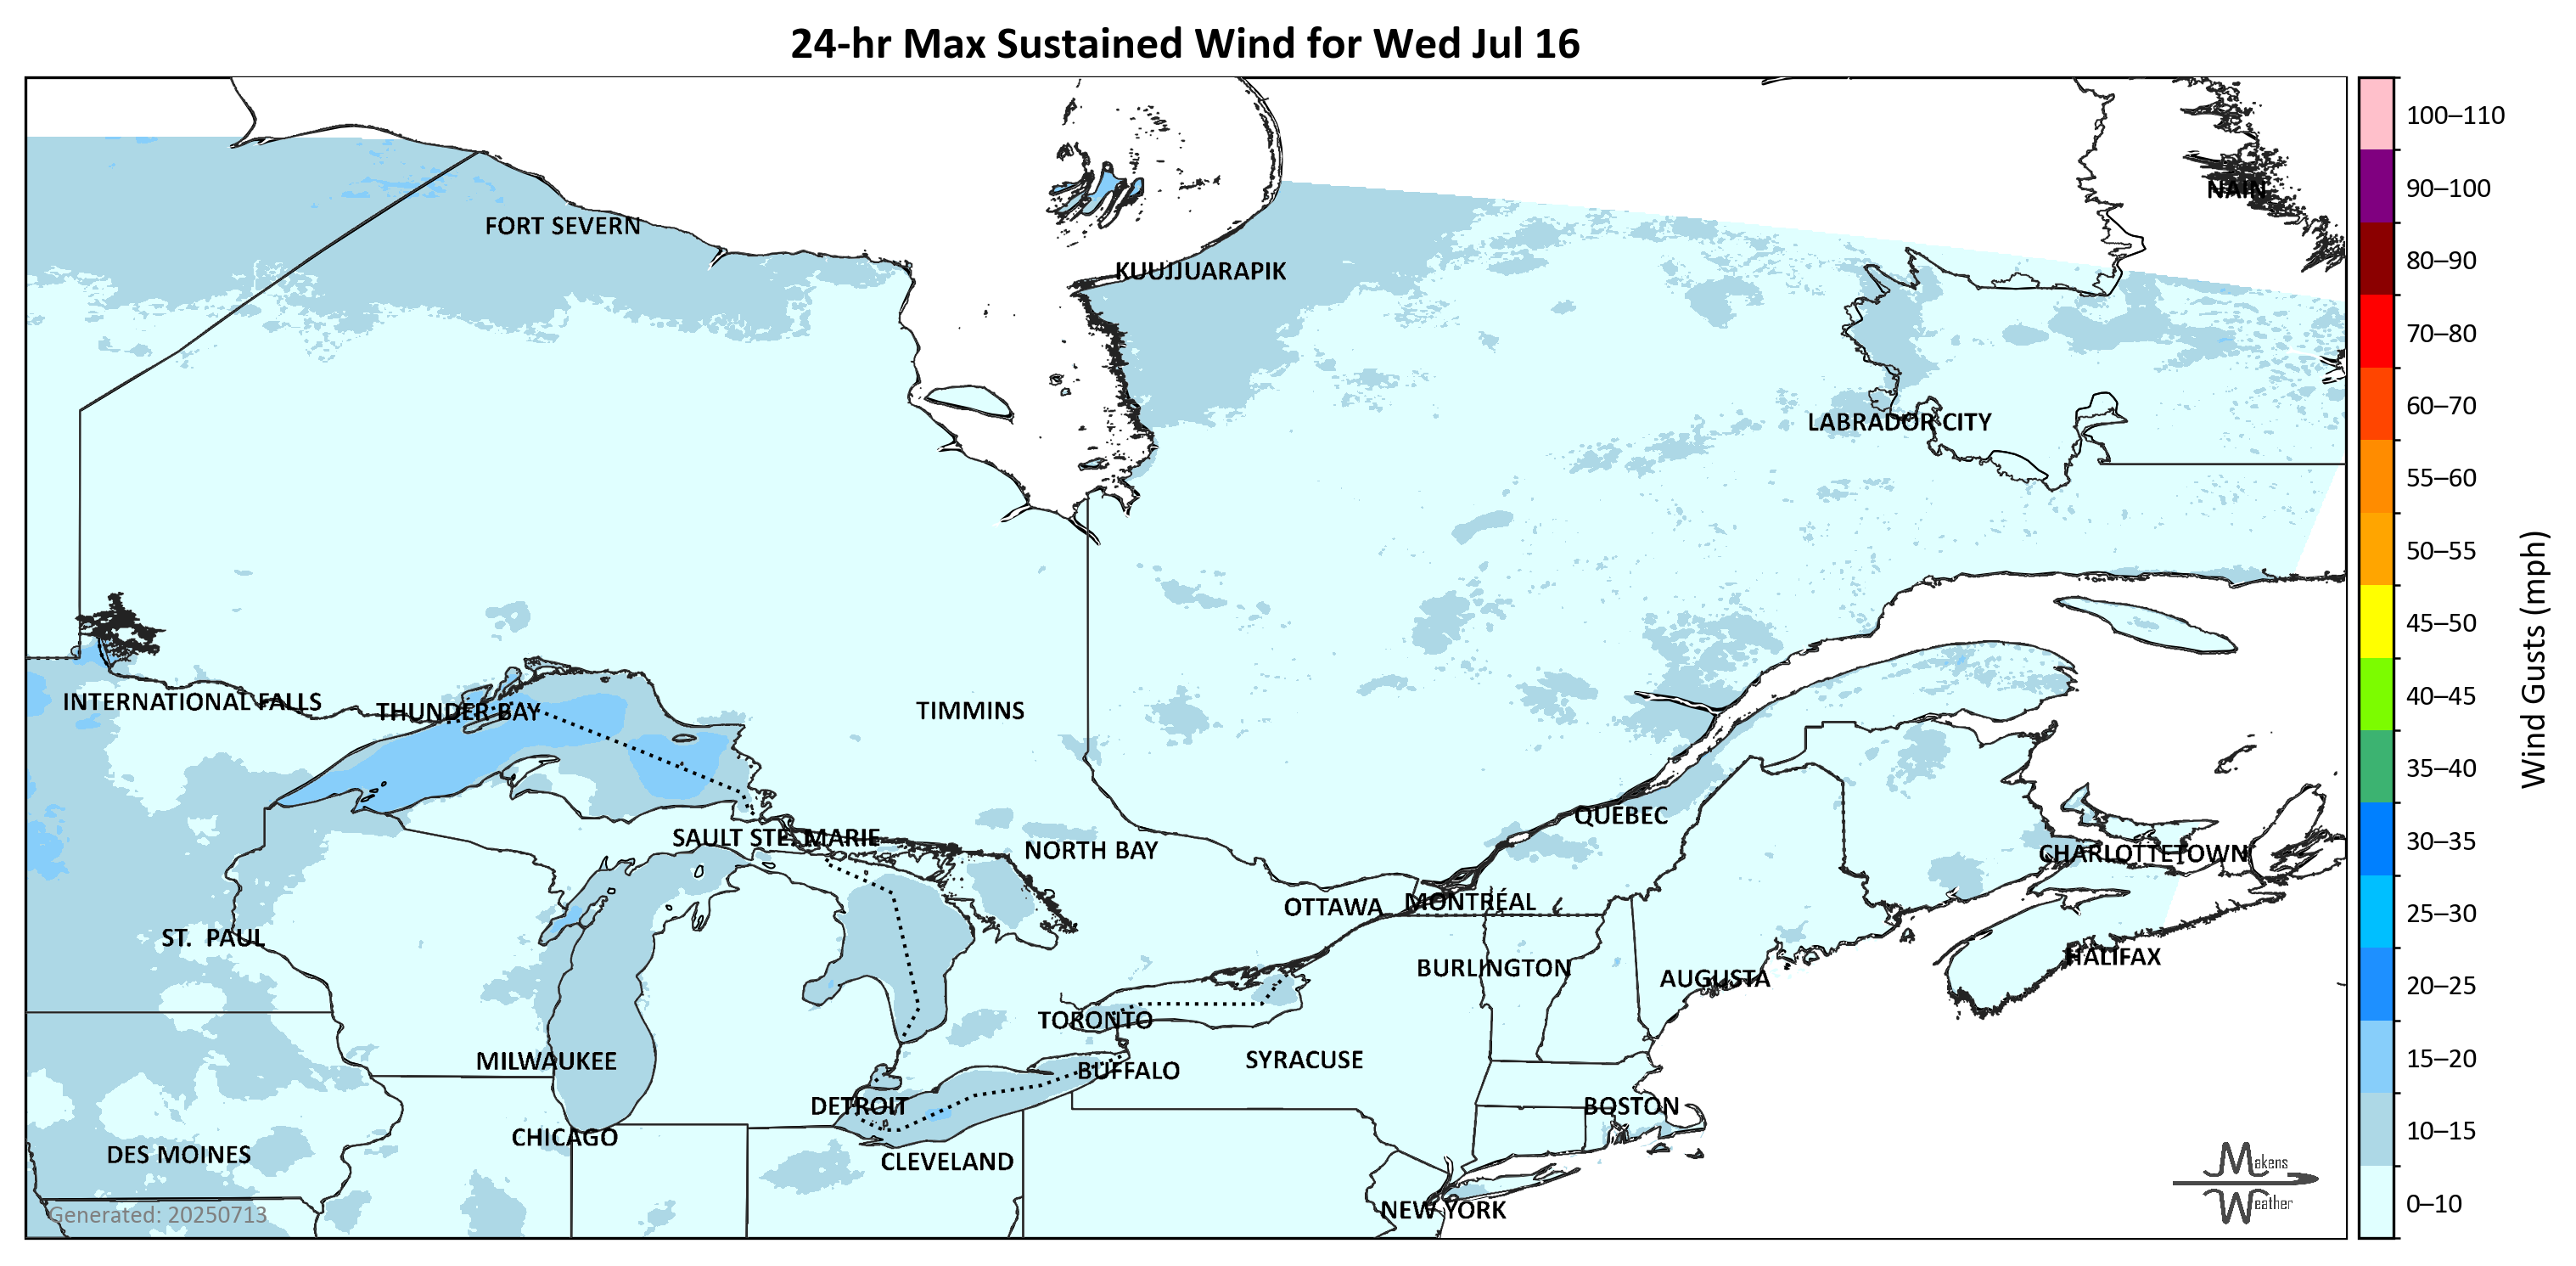 24-hr Max Sustained Wind for Wed Jul 16
100–110
90–100
80–90
70–80
60–70
55–60
50–55
45–50
40–45
35–40
30–35
25–30
20–25
15–20
10–15
0–10
Wind Gusts (mph)
NAIN
FORT SEVERN
KUUJJUARAPIK
LABRADOR CITY
INTERNATIONAL FALLS
THUNDER BAY
TIMMINS
QUÉBEC
SAULT STE. MARIE
NORTH BAY
CHARLOTTETOWN
OTTAWA
MONTRÉAL
ST. PAUL
HALIFAX
BURLINGTON
AUGUSTA
TORONTO
MILWAUKEE
SYRACUSE
BUFFALO
DETROIT
BOSTON
CHICAGO
DES MOINES
CLEVELAND
NEW YORK
Generated: 20250713
Makens
Weather